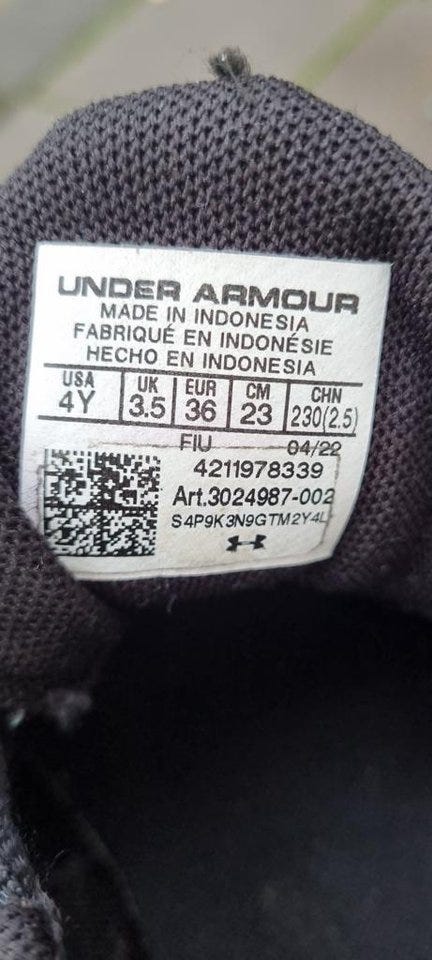 UNDER ARMOUR
MADE IN INDONESIA
FABRIQUÉ EN INDONÉSIE
HECHO EN INDONESIA
USA UK EUR CM CHN
4Y 3.5 36 23 230(2.5)
FIU 04/22
4211978339
Art.3024987-002
S4P9K3N9GTM2Y4L